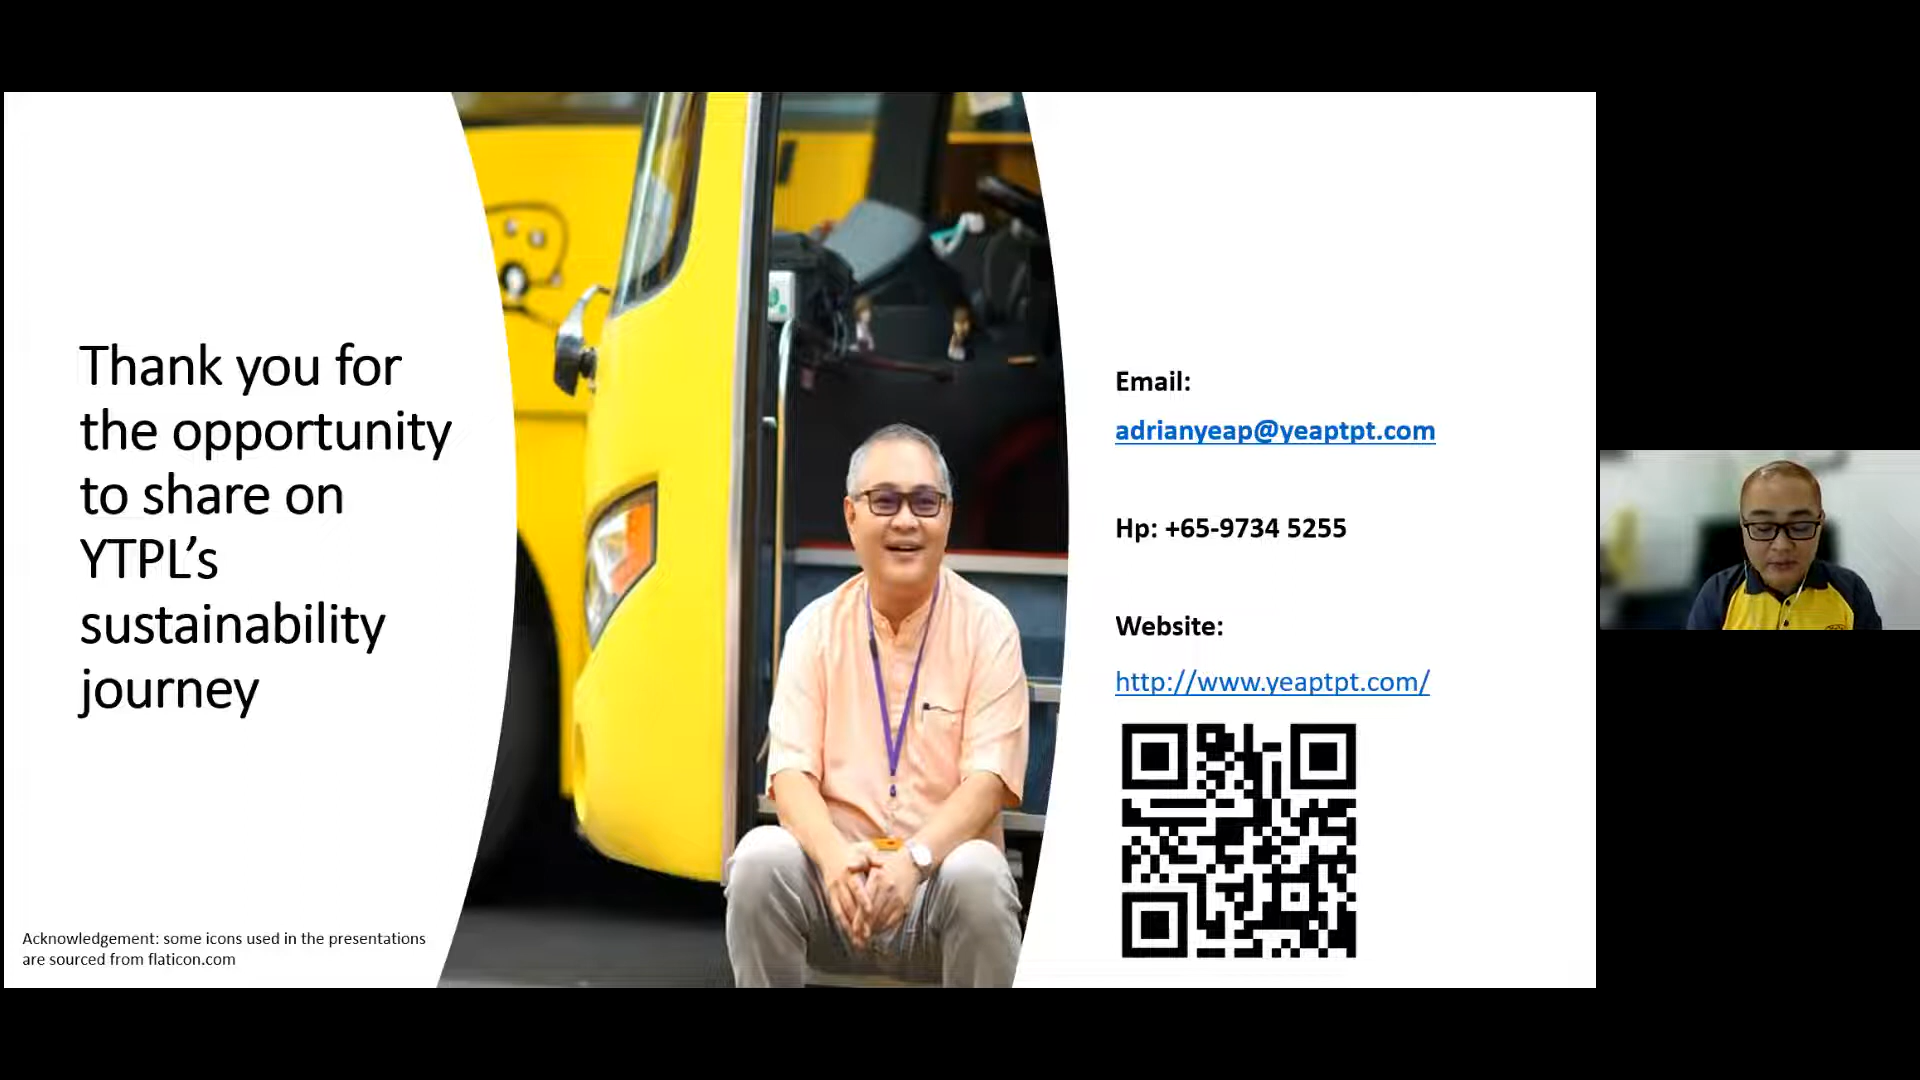 Thank you for
the opportunity
to share on
YTPL’s
sustainability
journey
Acknowledgement: some icons used in the presentations
are sourced from flaticon.com
Email:
adrianyeap@yeaptpt.com
Hp: +65-9734 5255
Website:
http://www.yeaptpt.com/